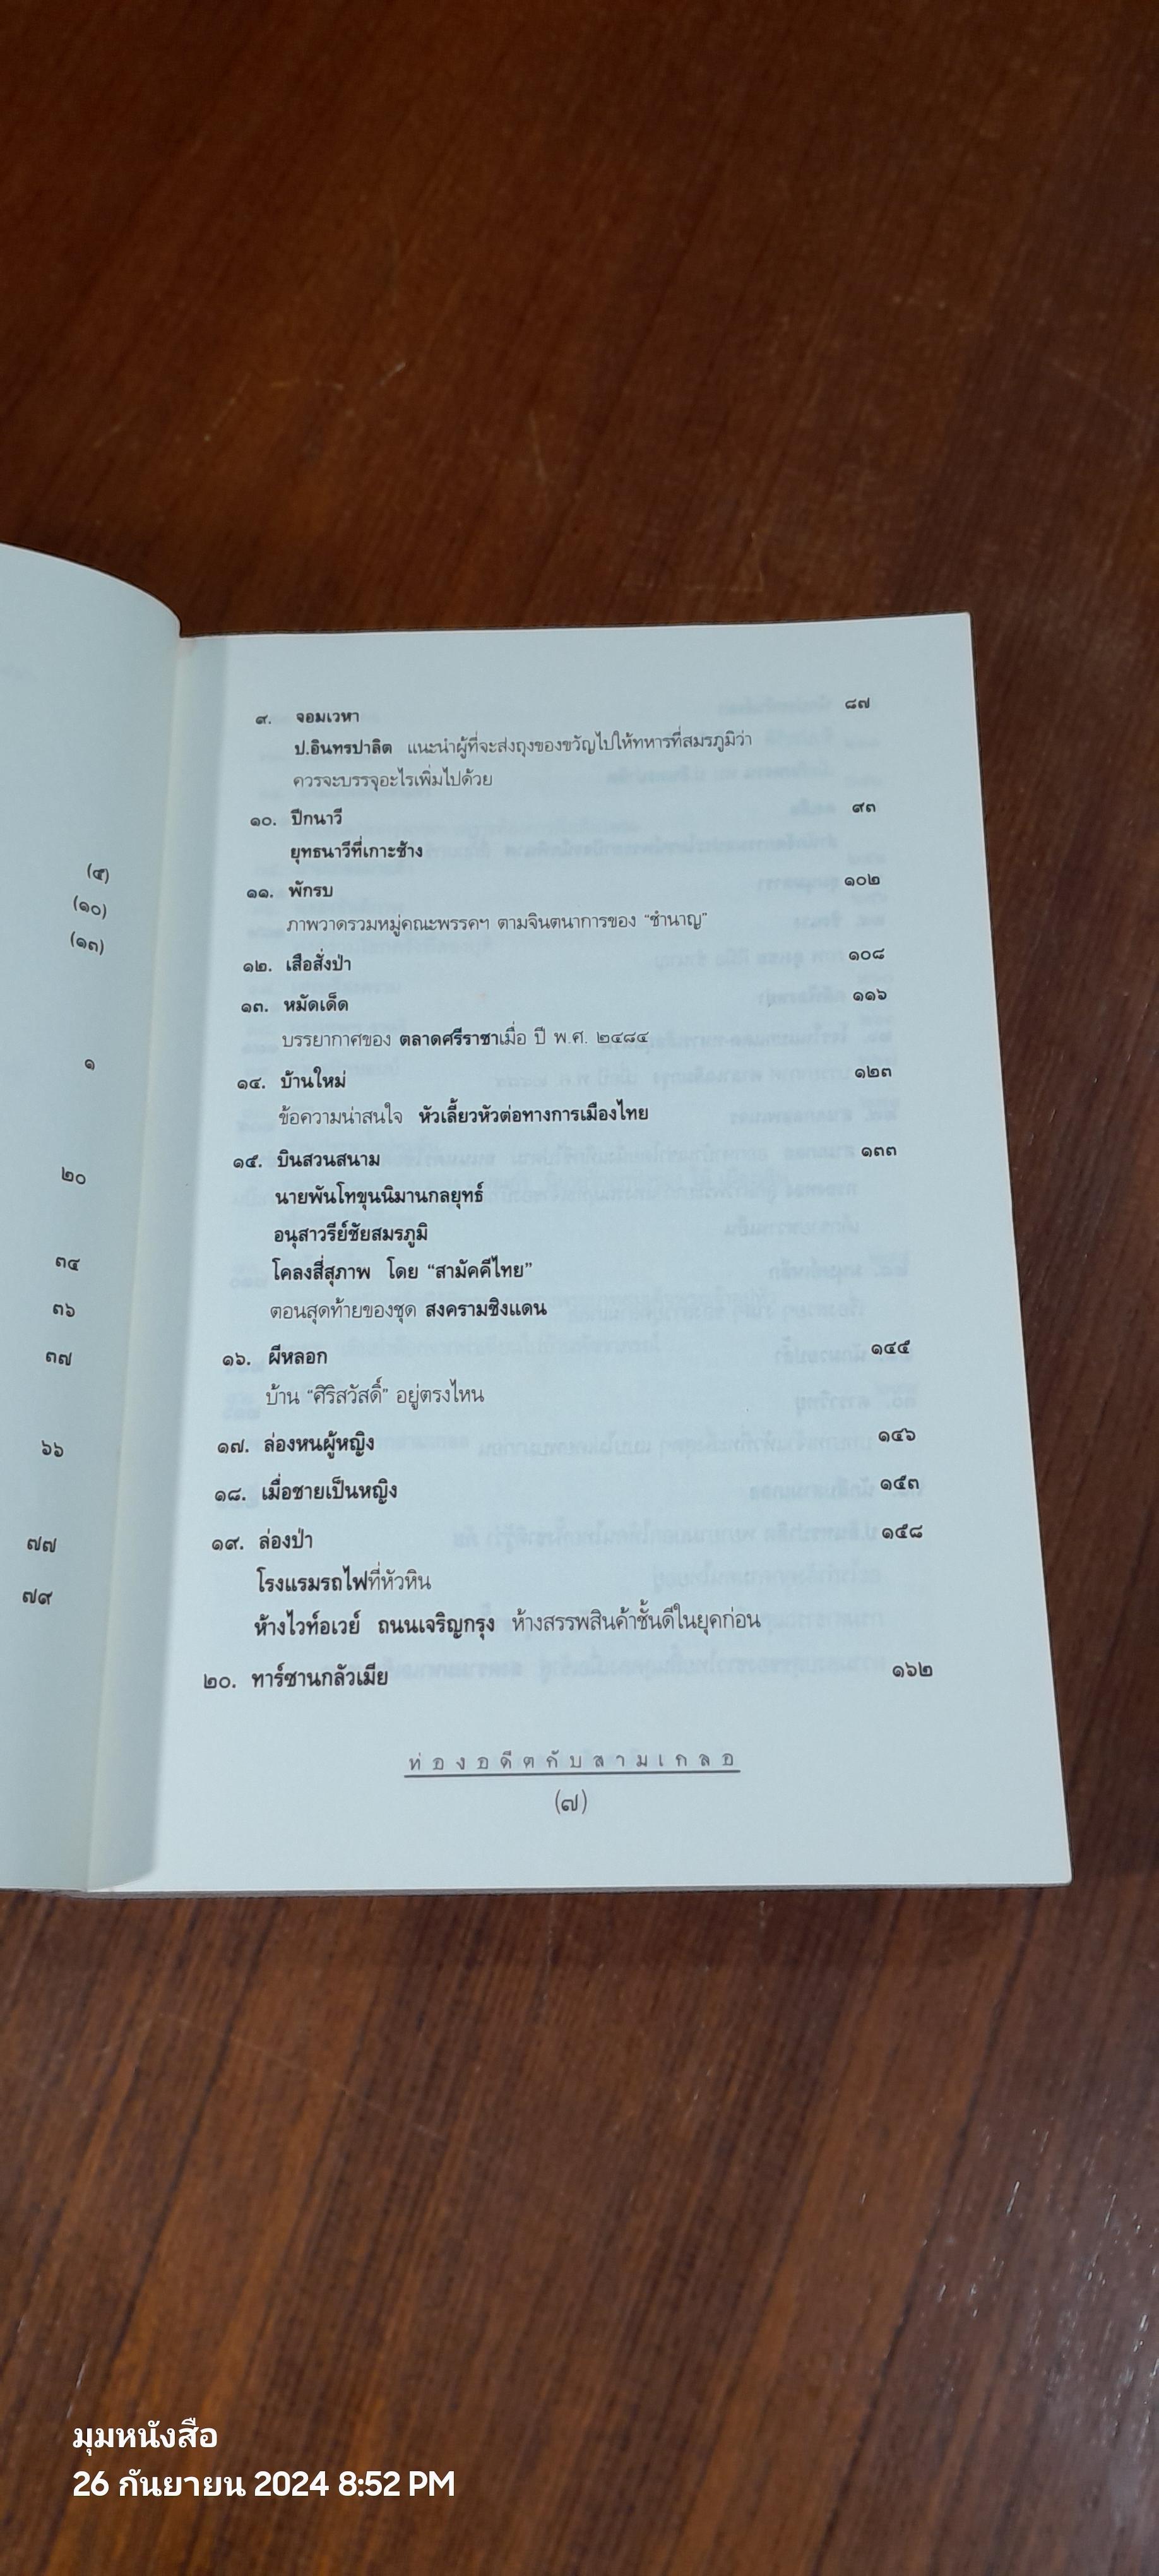 (๕)
(๑๐)
(๑๓)
๑
๒๐
๓๔
๓๖
๓๗
๖๖
๗๗
๗๙
๙. จอมเวหา ๘๗
ป.อินทรปาลิต แนะนำผู้ที่จะส่งถุงของขวัญไปให้ทหารที่สมรภูมิว่า
ควรจะบรรจุอะไรเพิ่มไปด้วย
๑๐. ปีกนาวี ๙๓
ยุทธนาวีที่เกาะช้าง
๑๑. พักรบ ๑๐๒
ภาพวาดรวมหมู่คณะพรรคฯ ตามจินตนาการของ "ชำนาญ"
๑๒. เสือสั่งป่า ๑๐๘
๑๓. หมัดเด็ด ๑๑๖
บรรยากาศของ ตลาดศรีราชาเมื่อ ปี พ.ศ. ๒๔๘๔
๑๔. บ้านใหม่ ๑๒๓
ข้อความน่าสนใจ หัวเลี้ยวหัวต่อทางการเมืองไทย
๑๕. บินสวนสนาม ๑๓๓
นายพันโทขุนนิมานกลยุทธ์
อนุสาวรีย์ชัยสมรภูมิ
โคลงสี่สุภาพ โดย "สามัคคีไทย"
ตอนสุดท้ายของชุด สงครามชิงแดน
๑๖. ผีหลอก ๑๔๕
บ้าน "ศิริสวัสดิ์" อยู่ตรงไหน
๑๗. ล่องหนผู้หญิง ๑๔๖
๑๘. เมื่อชายเป็นหญิง ๑๕๓
๑๙. ล่องป่า ๑๕๘
โรงแรมรถไฟที่หัวหิน
ห้างไวท์อเวย์ ถนนเจริญกรุง ห้างสรรพสินค้าชั้นดีในยุคก่อน
๒๐. ทาร์ซานกลัวเมีย ๑๖๒
ท่องอดีตกับสามเกลอ
(๗)
มุมหนังสือ
26 กันยายน 2024 8:52 PM